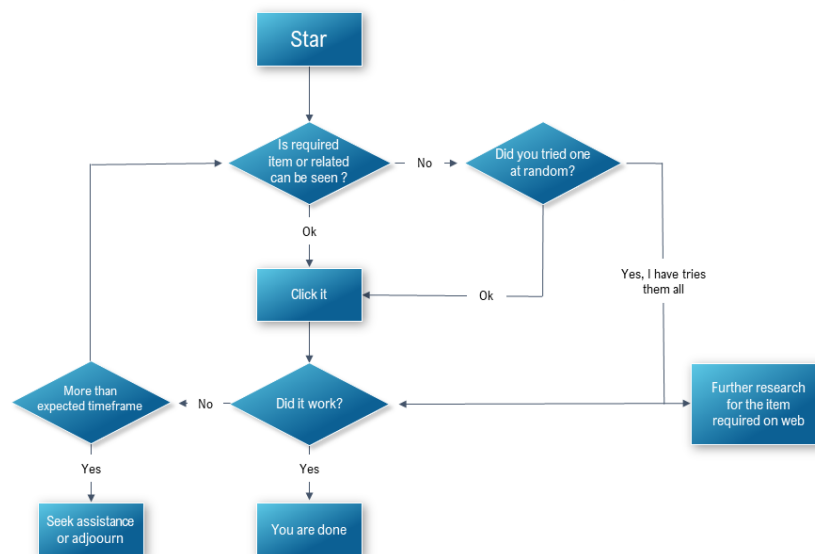 Star
Is required
item or related
can be seen ?
No
Did you tried one
at random?
Ok
Yes, I have tries
them all
Click it
Ok
More than
expected timeframe
No
Did it work?
Further research
for the item
required on web
Yes
Yes
Seek assistance
or adjoourn
You are done